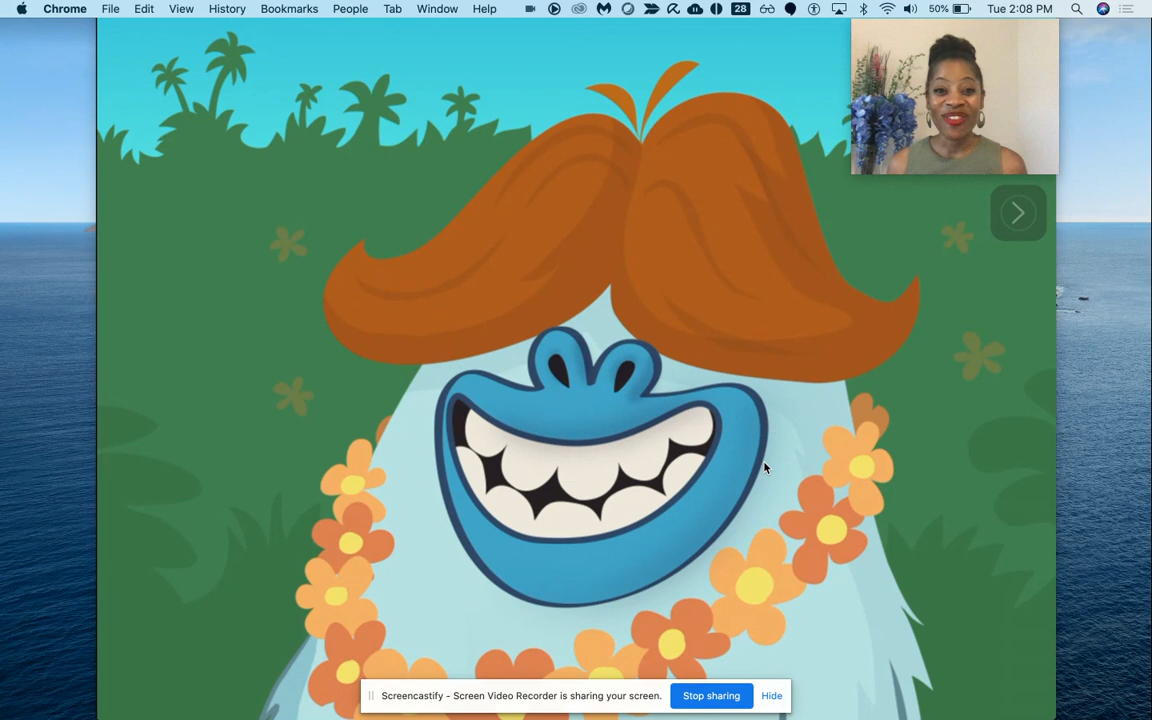 Chrome File Edit View History Bookmarks People Tab Window Help 28 50% Tue 2:08 PM
Screencastify - Screen Video Recorder is sharing your screen. Stop sharing Hide